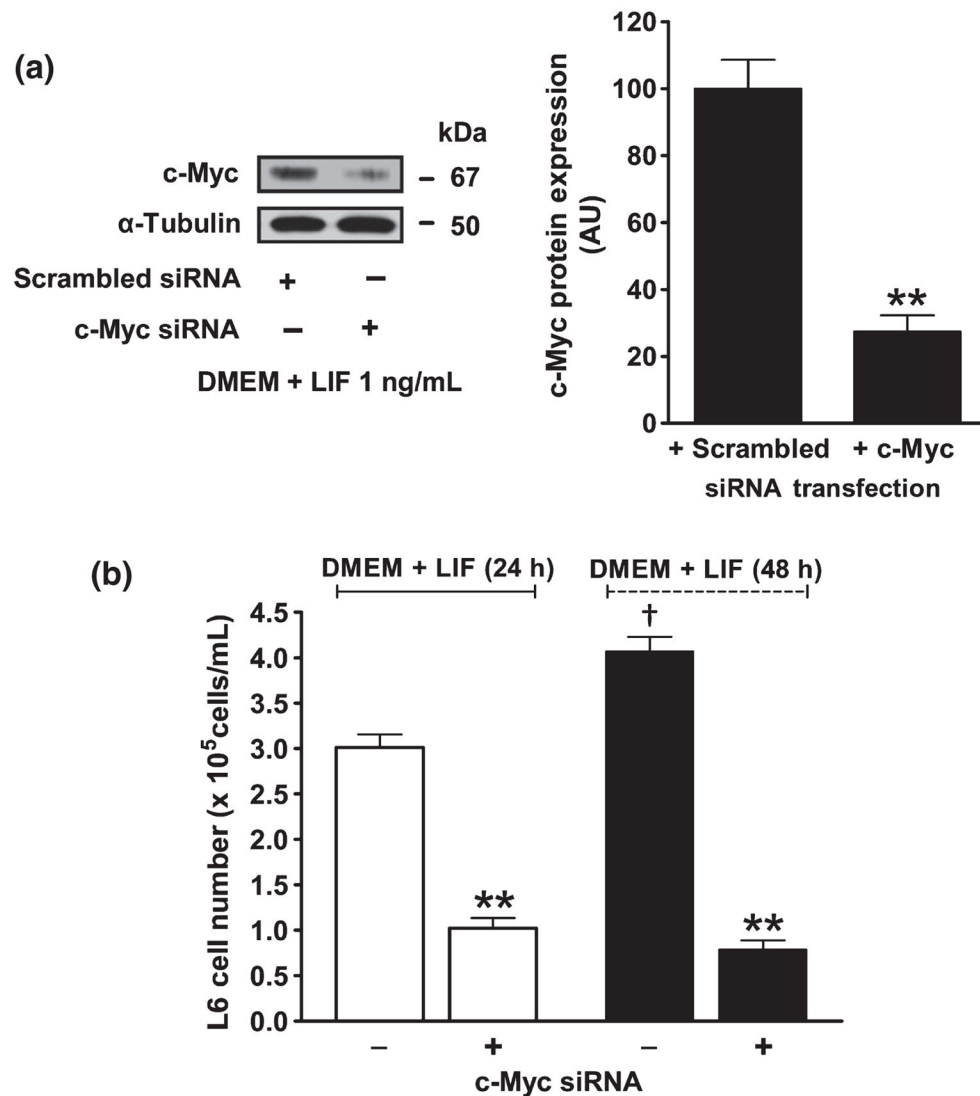 (a)
kDa
c-Myc
– 67
α-Tubulin
– 50
Scrambled siRNA + –
c-Myc siRNA – +
DMEM + LIF 1 ng/mL
c-Myc protein expression
(AU)
120
100
80
60
40
20
0
**
+ Scrambled + c-Myc
siRNA transfection
(b)
DMEM + LIF (24 h) DMEM + LIF (48 h)
L6 cell number (x 10⁵cells/mL)
4.5
4.0
3.5
3.0
2.5
2.0
1.5
1.0
0.5
0.0
** † **
– + – +
c-Myc siRNA